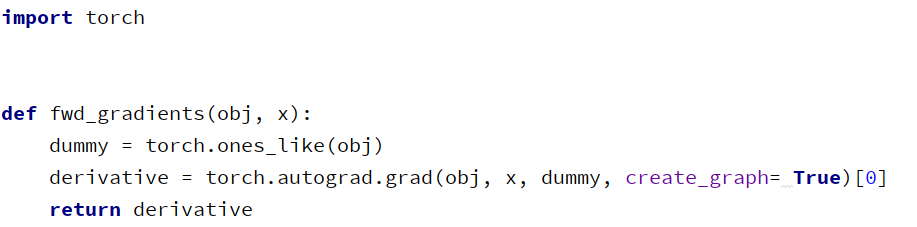 import torch
def fwd_gradients(obj, x):
    dummy = torch.ones_like(obj)
    derivative = torch.autograd.grad(obj, x, dummy, create_graph= True)[0]
    return derivative